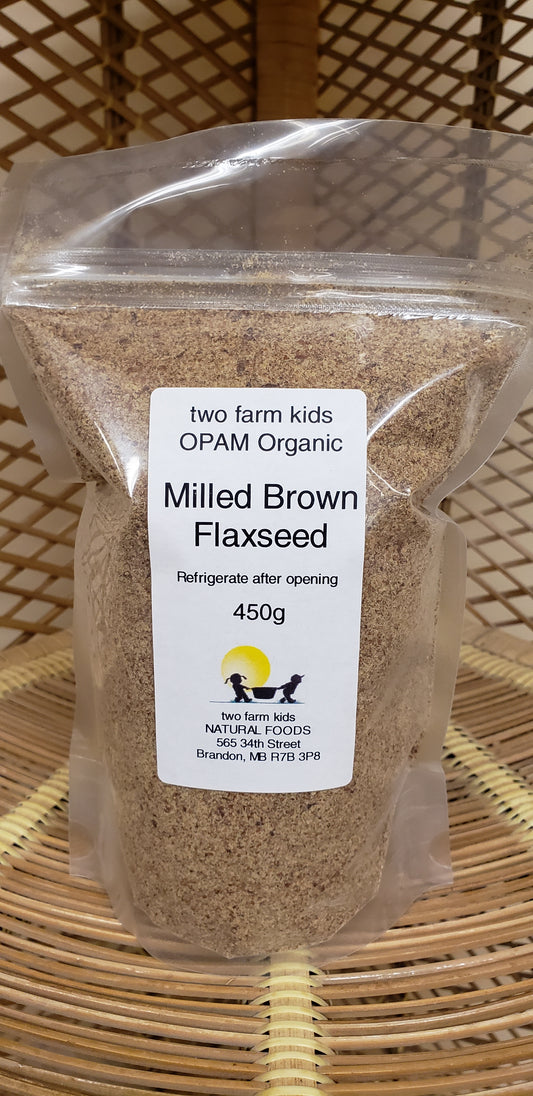 two farm kids
OPAM Organic
Milled Brown
Flaxseed
Refrigerate after opening
450g
two farm kids
NATURAL FOODS
565 34th Street
Brandon, MB R7B 3P8